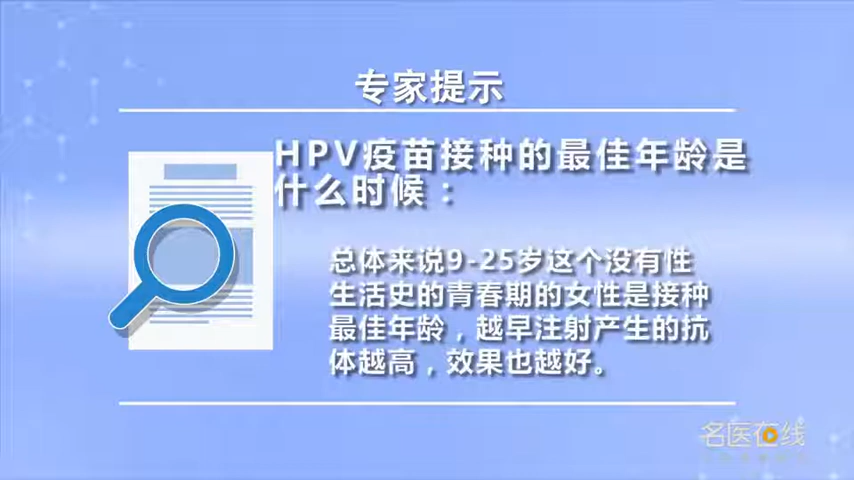 专家提示
HPV疫苗接种的最佳年龄是
什么时候：
总体来说9-25岁这个没有性
生活史的青春期的女性是接种
最佳年龄，越早注射产生的抗
体越高，效果也越好。
名医在线